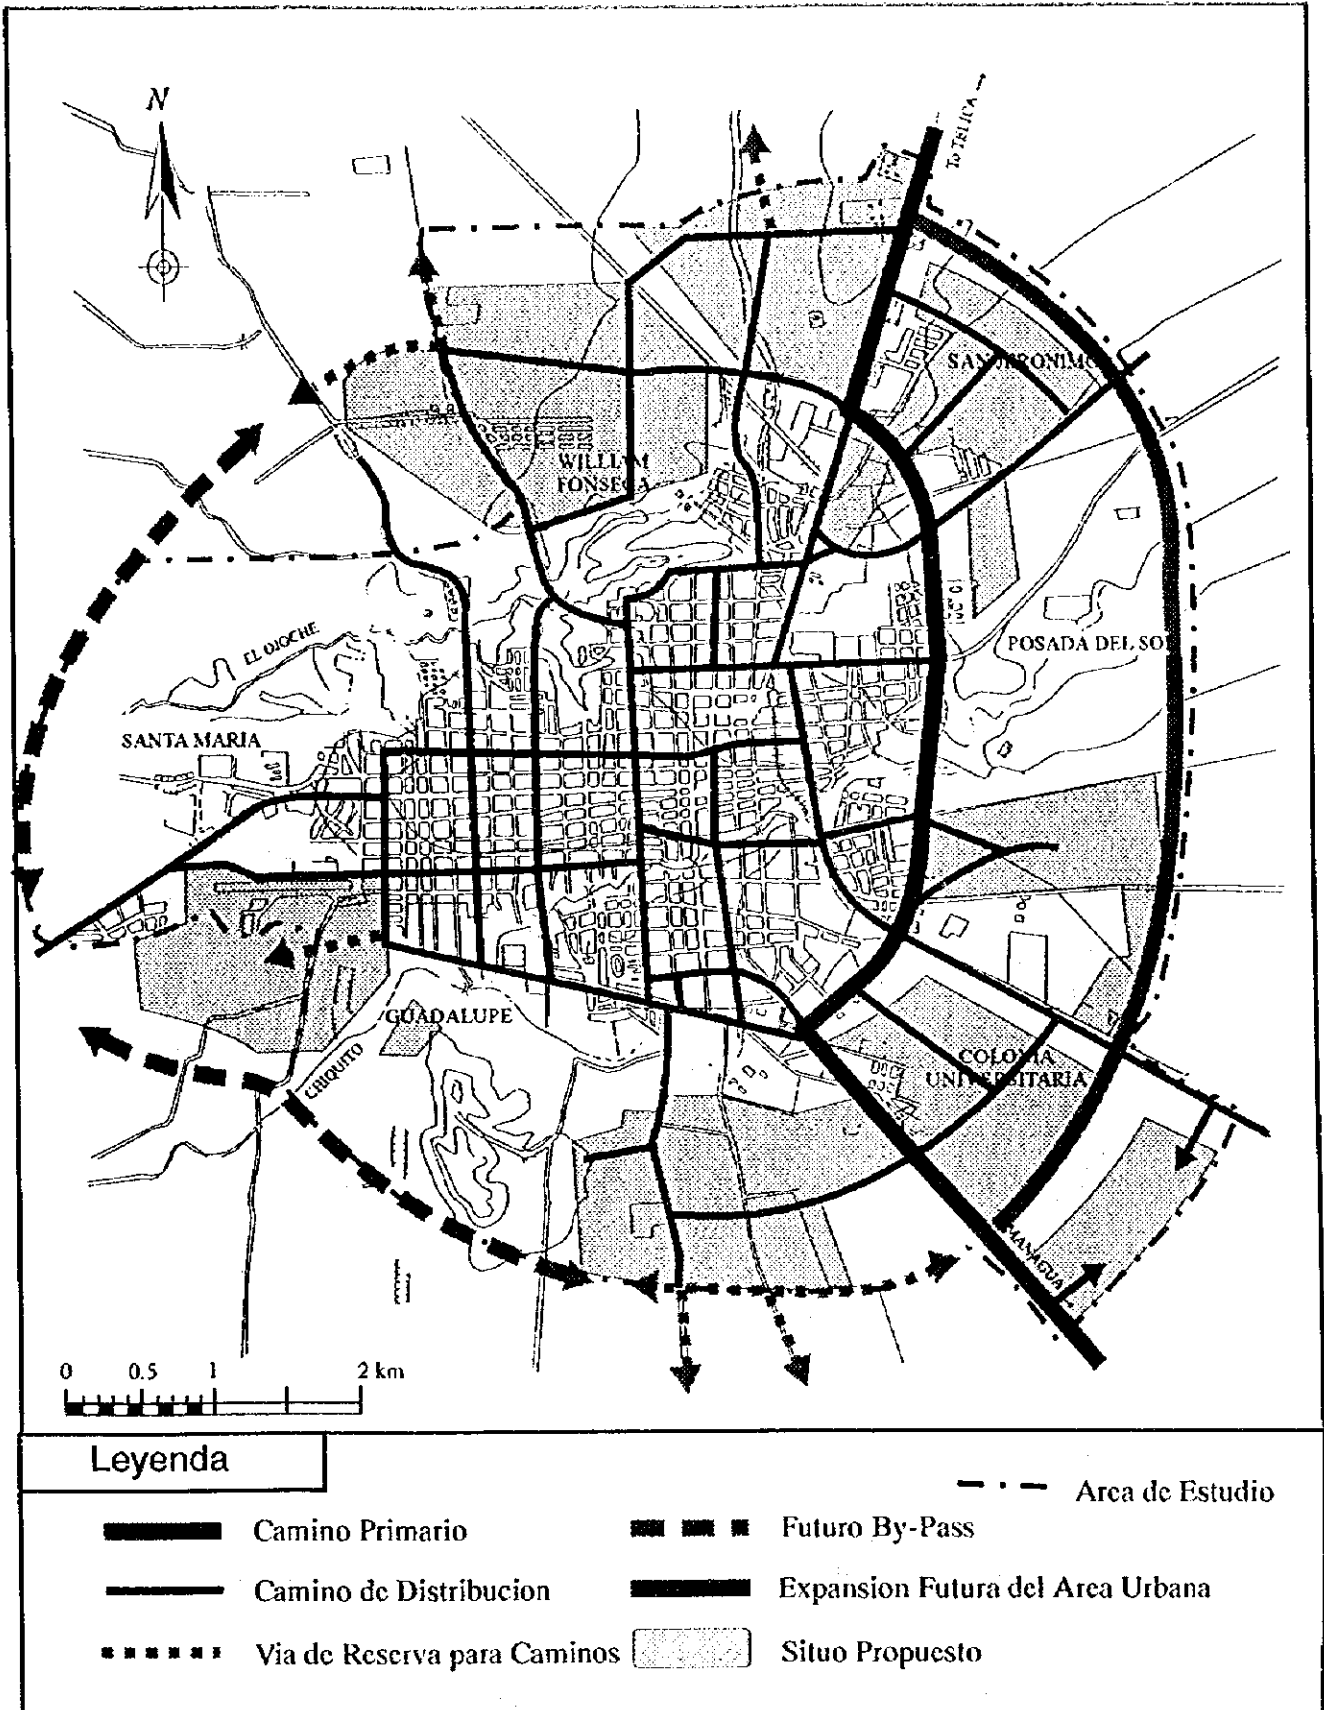 N
To TELICA →
SAN JERONIMO
WILLIAM
FONSECA
POSADA DEL SO
EL OJOCHE
SANTA MARIA
GUADALUPE
CHIQUITO
COLONIA
UNIVERSITARIA
MANAGUA
0 0.5 1 2 km
Leyenda
Area de Estudio
Camino Primario
Futuro By-Pass
Camino de Distribucion
Expansion Futura del Area Urbana
Via de Reserva para Caminos
Situo Propuesto